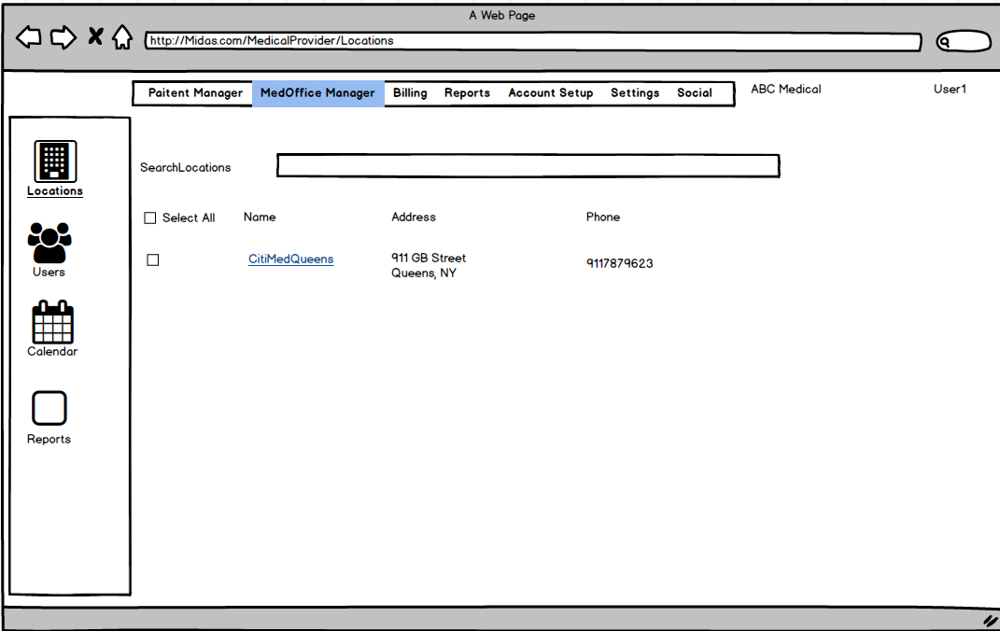 A Web Page
http://Midas.com/MedicalProvider/Locations
Paitent Manager MedOffice Manager Billing Reports Account Setup Settings Social
ABC Medical
User1
Locations
Users
Calendar
Reports
SearchLocations
Select All Name Address Phone
CitiMedQueens 911 GB Street 9117879623
Queens, NY